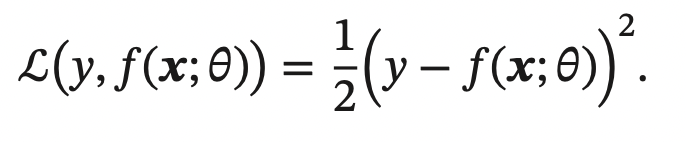 ℒ(y, f(𝒙; θ)) = ½(y − f(𝒙; θ))².